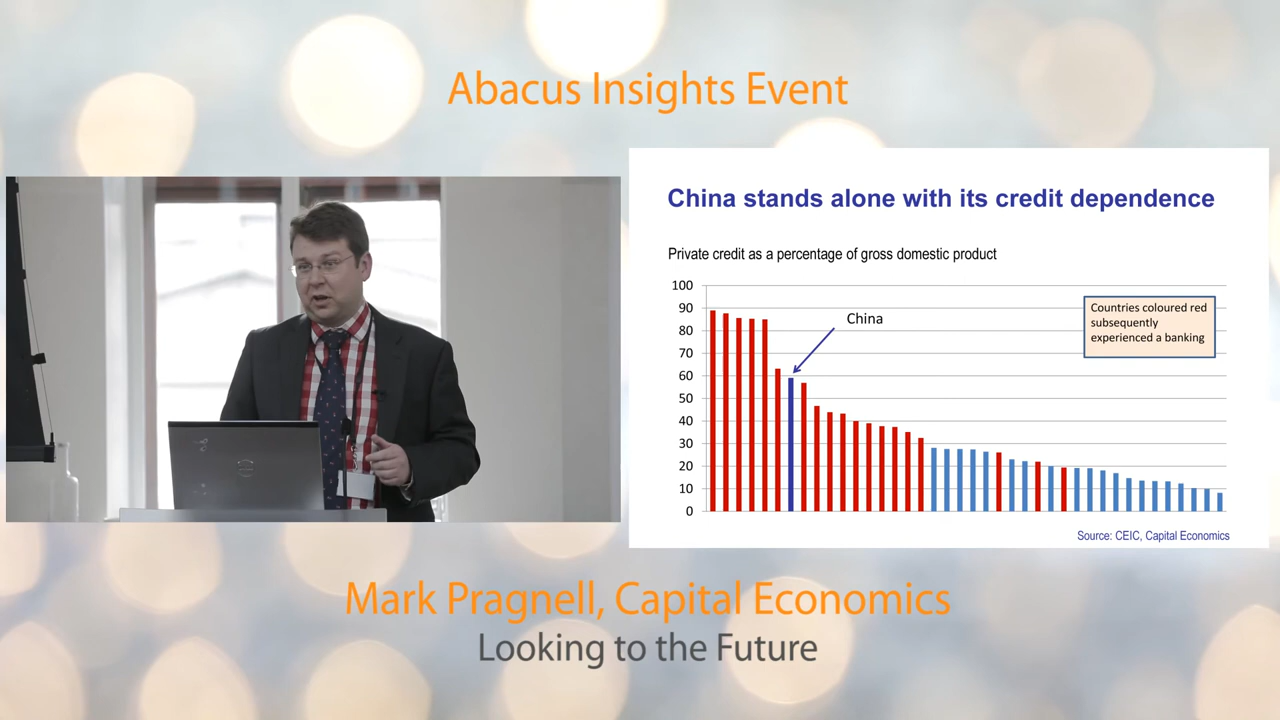 Abacus Insights Event
China stands alone with its credit dependence
Private credit as a percentage of gross domestic product
100
90
80
70
60
50
40
30
20
10
0
China
Countries coloured red
subsequently
experienced a banking
Source: CEIC, Capital Economics
Mark Pragnell, Capital Economics
Looking to the Future